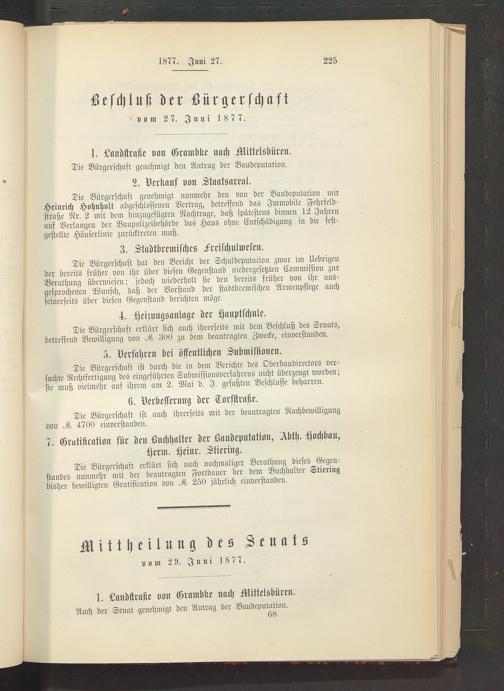 1877. Juni 27. 225
Beschluß der Bürgerschaft
vom 27. Juni 1877.
1. Landstraße von Grambke nach Mittelsbüren.
Die Bürgerschaft genehmigt den Antrag der Baudeputation.
2. Verkauf von Staatsareal.
Die Bürgerschaft genehmigt nunmehr den von der Baudeputation mit
Heinrich Hohnholt abgeschlossenen Vertrag, betreffend das Immobile Fehrfeld-
straße Nr. 2 mit dem hinzugefügten Nachtrage, daß spätestens binnen 12 Jahren
auf Verlangen der Baupolizeibehörde das Haus ohne Entschädigung in die fest-
gestellte Häuserlinie zurücktreten muß.
3. Stadtbremisches Freischulwesen.
Die Bürgerschaft hat den Bericht der Schuldeputation zwar im Uebrigen
der bereits früher von ihr über diesen Gegenstand niedergesetzten Commission zur
Berathung überwiesen; jedoch wiederholt sie den bereits früher von ihr aus-
gesprochenen Wunsch, daß der Vorstand der stadtbremischen Armenpflege auch
seinerseits über diesen Gegenstand berichten möge.
4. Heizungsanlage der Hauptschule.
Die Bürgerschaft erklärt sich auch ihrerseits mit dem Beschluß des Senats,
betreffend Bewilligung von M. 300 zu dem beantragten Zwecke, einverstanden.
5. Verfahren bei öffentlichen Submissionen.
Die Bürgerschaft ist durch die in dem Berichte des Oberbaudirectors ver-
suchte Rechtfertigung des eingeführten Submissionsverfahrens nicht überzeugt worden;
sie muß vielmehr auf ihrem am 2. Mai d. J. gefaßten Beschlusse beharren.
6. Verbesserung der Torfstraße.
Die Bürgerschaft ist auch ihrerseits mit der beantragten Nachbewilligung
von M. 4700 einverstanden.
7. Gratifikation für den Buchhalter der Baudeputation, Abth. Hochbau,
Herm. Heinr. Stiering.
Die Bürgerschaft erklärt sich nach nochmaliger Berathung dieses Gegen-
standes nunmehr mit der beantragten Fortdauer der dem Buchhalter Stiering
bisher bewilligten Gratifikation von M. 250 jährlich einverstanden.
Mittheilung des Senats
vom 29. Juni 1877.
1. Landstraße von Grambke nach Mittelsbüren.
Auch der Senat genehmigt den Antrag der Baudeputation.
68